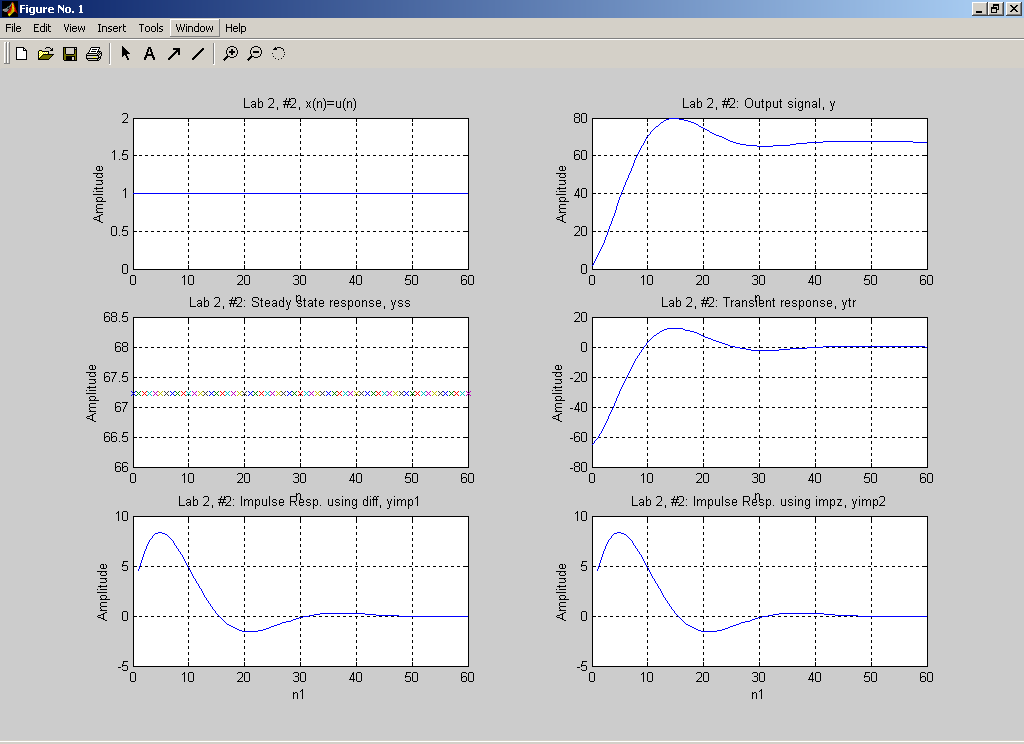 Figure No. 1
File Edit View Insert Tools Window Help
A
Lab 2, #2, x(n)=u(n)
Amplitude
2
1.5
1
0.5
0
0 10 20 30 40 50 60
n
Lab 2, #2: Output signal, y
Amplitude
80
60
40
20
0
0 10 20 30 40 50 60
n
Lab 2, #2: Steady state response, yss
Amplitude
68.5
68
67.5
67
66.5
66
0 10 20 30 40 50 60
n
Lab 2, #2: Transient response, ytr
Amplitude
20
0
-20
-40
-60
-80
0 10 20 30 40 50 60
n
Lab 2, #2: Impulse Resp. using diff, yimp1
Amplitude
10
5
0
-5
0 10 20 30 40 50 60
n1
Lab 2, #2: Impulse Resp. using impz, yimp2
Amplitude
10
5
0
-5
0 10 20 30 40 50 60
n1